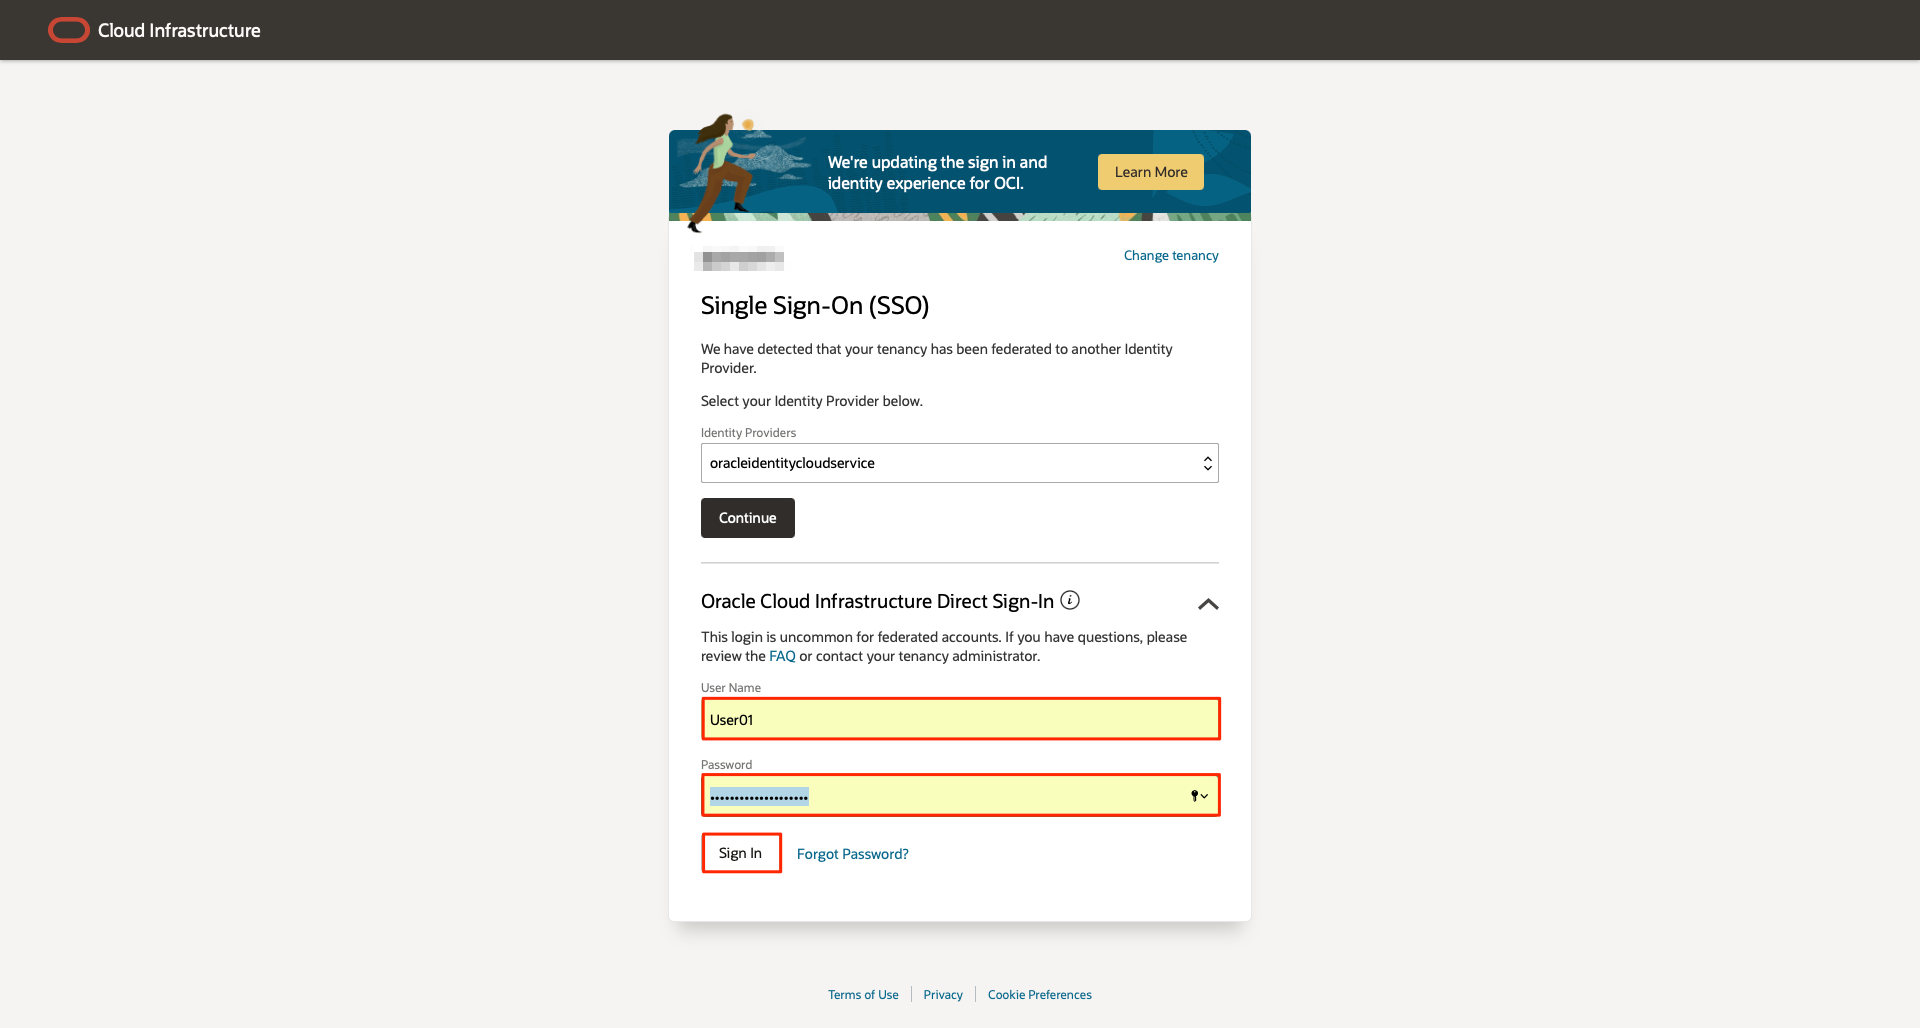 Cloud Infrastructure
We're updating the sign in and
identity experience for OCI.
Learn More
Change tenancy
Single Sign-On (SSO)
We have detected that your tenancy has been federated to another Identity
Provider.
Select your Identity Provider below.
Identity Providers
oracleidentitycloudservice
Continue
Oracle Cloud Infrastructure Direct Sign-In
This login is uncommon for federated accounts. If you have questions, please
review the FAQ or contact your tenancy administrator.
User Name
User01
Password
Sign In
Forgot Password?
Terms of Use
Privacy
Cookie Preferences